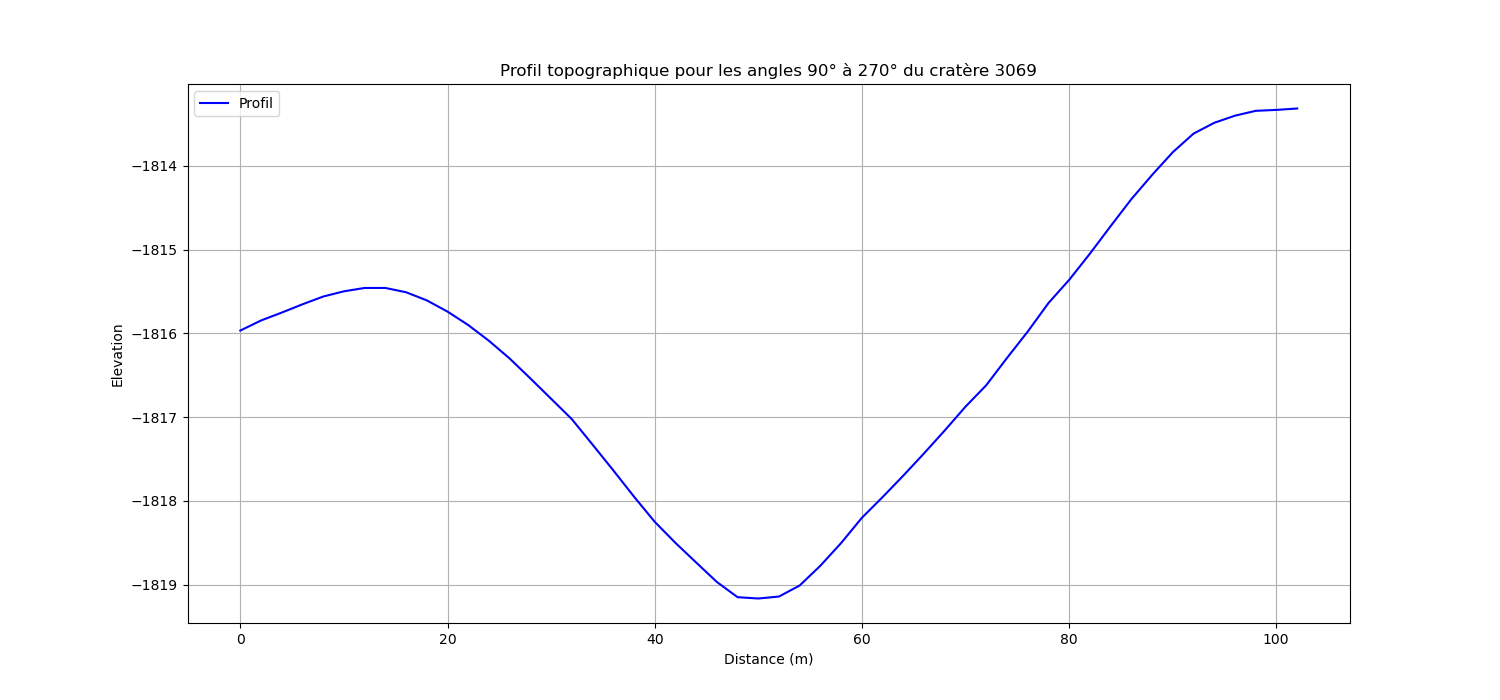 Profil topographique pour les angles 90° à 270° du cratère 3069
Profil
−1814
−1815
−1816
−1817
−1818
−1819
Elevation
0 20 40 60 80 100
Distance (m)